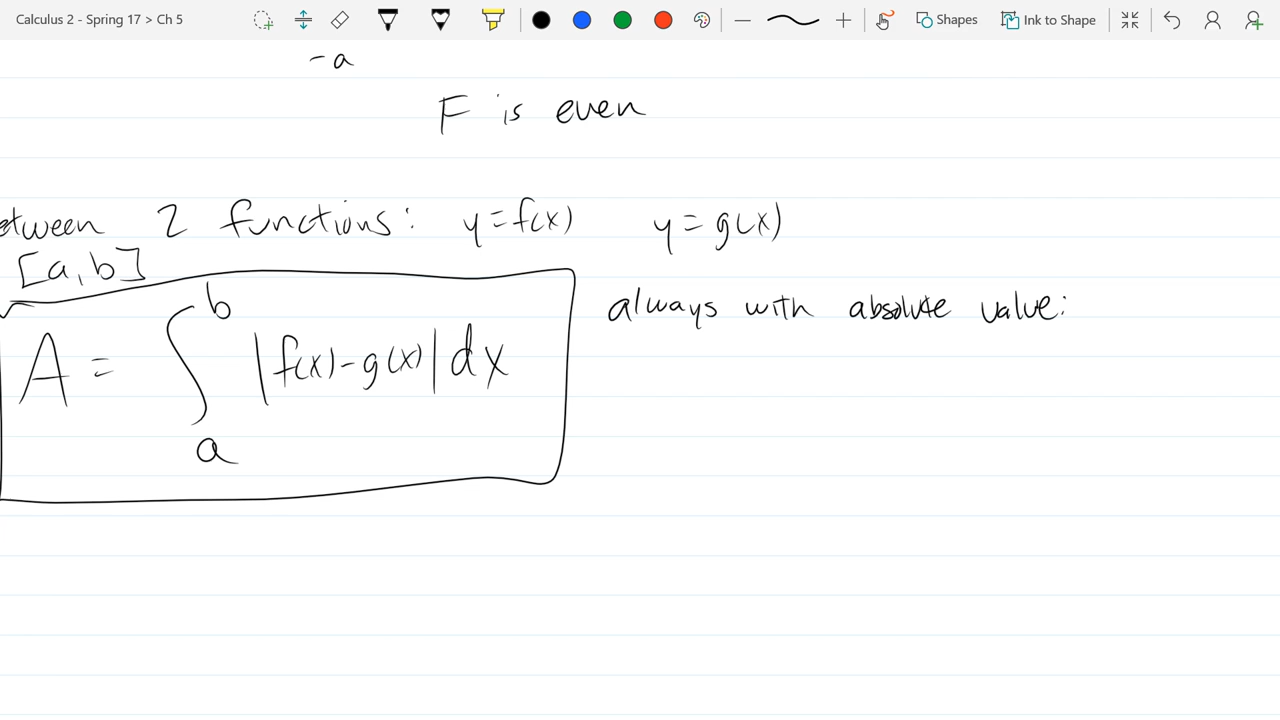 Calculus 2 - Spring 17 > Ch 5
Shapes
Ink to Shape
-a
F is even
etween 2 functions: y=f(x) y=g(x)
[a,b]
A = ∫ₐᵇ |f(x)-g(x)| dx
always with absolute value: